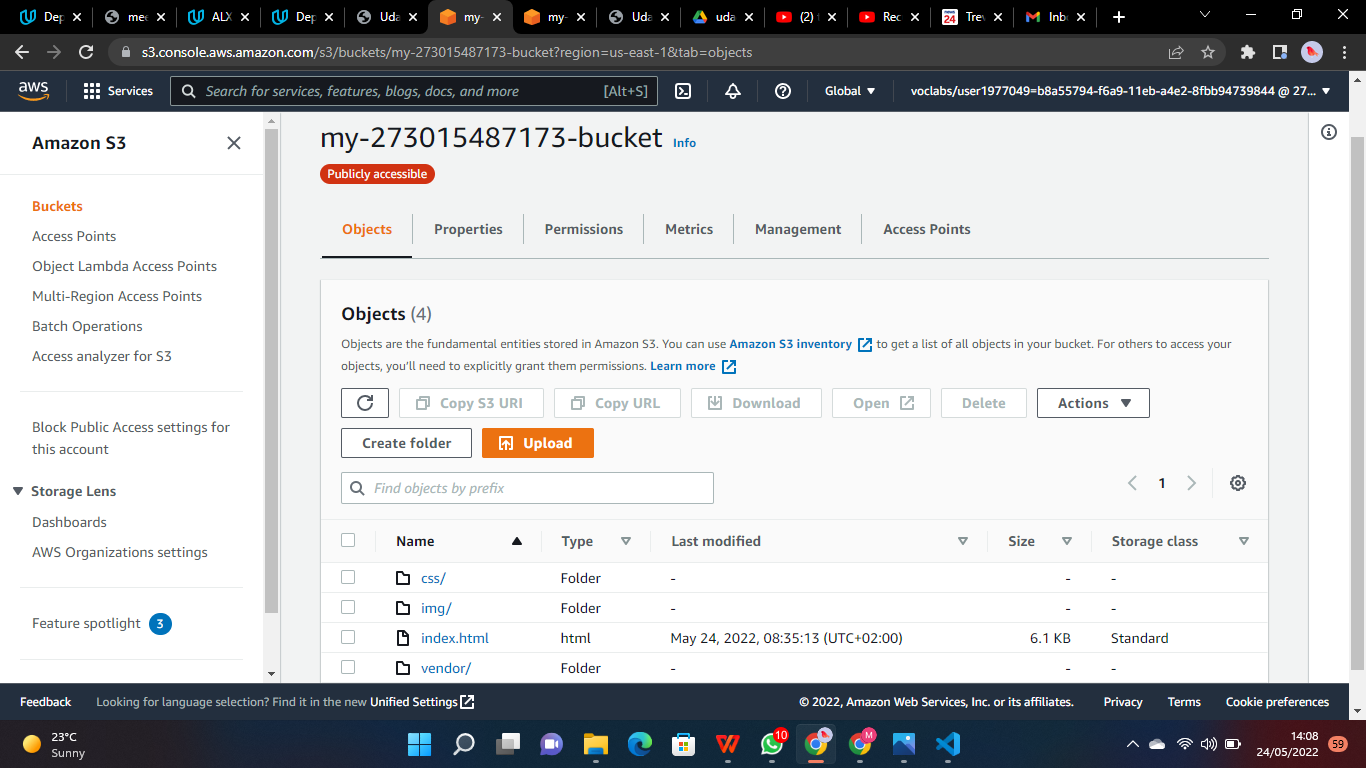 Dep
mee
ALX
Dep
Uda
my-
my-
Uda
uda
(2)
Rec
news 24
Trev
Inb
s3.console.aws.amazon.com/s3/buckets/my-273015487173-bucket?region=us-east-1&tab=objects
aws
Services
Search for services, features, blogs, docs, and more
[Alt+S]
Global
voclabs/user1977049=b8a55794-f6a9-11eb-a4e2-8fbb94739844 @ 27...
Amazon S3
Buckets
Access Points
Object Lambda Access Points
Multi-Region Access Points
Batch Operations
Access analyzer for S3
Block Public Access settings for
this account
Storage Lens
Dashboards
AWS Organizations settings
Feature spotlight 3
my-273015487173-bucket Info
Publicly accessible
Objects
Properties
Permissions
Metrics
Management
Access Points
Objects (4)
Objects are the fundamental entities stored in Amazon S3. You can use Amazon S3 inventory to get a list of all objects in your bucket. For others to access your
objects, you'll need to explicitly grant them permissions. Learn more
Copy S3 URI
Copy URL
Download
Open
Delete
Actions
Create folder
Upload
Find objects by prefix
1
Name
Type
Last modified
Size
Storage class
css/ Folder - - -
img/ Folder - - -
index.html html May 24, 2022, 08:35:13 (UTC+02:00) 6.1 KB Standard
vendor/ Folder - - -
Feedback
Looking for language selection? Find it in the new Unified Settings
© 2022, Amazon Web Services, Inc. or its affiliates.
Privacy
Terms
Cookie preferences
23°C
Sunny
10
M
14:08
24/05/2022
59